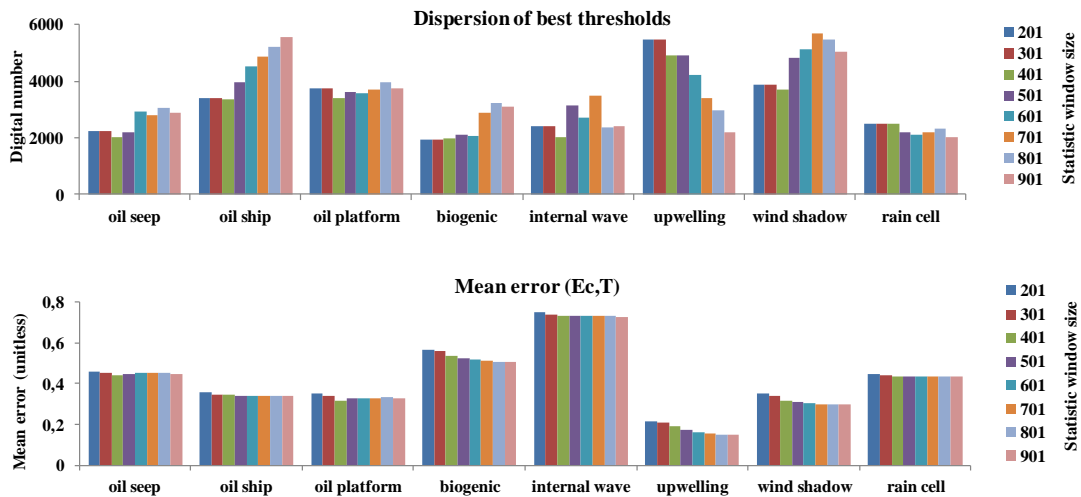 Dispersion of best thresholds
Digital number
6000
4000
2000
0
oil seep
oil ship
oil platform
biogenic
internal wave
upwelling
wind shadow
rain cell
201
301
401
501
601
701
801
901
Statistic window size
Mean error (Ec,T)
Mean error (unitless)
0,8
0,6
0,4
0,2
0
oil seep
oil ship
oil platform
biogenic
internal wave
upwelling
wind shadow
rain cell
201
301
401
501
601
701
801
901
Statistic window size